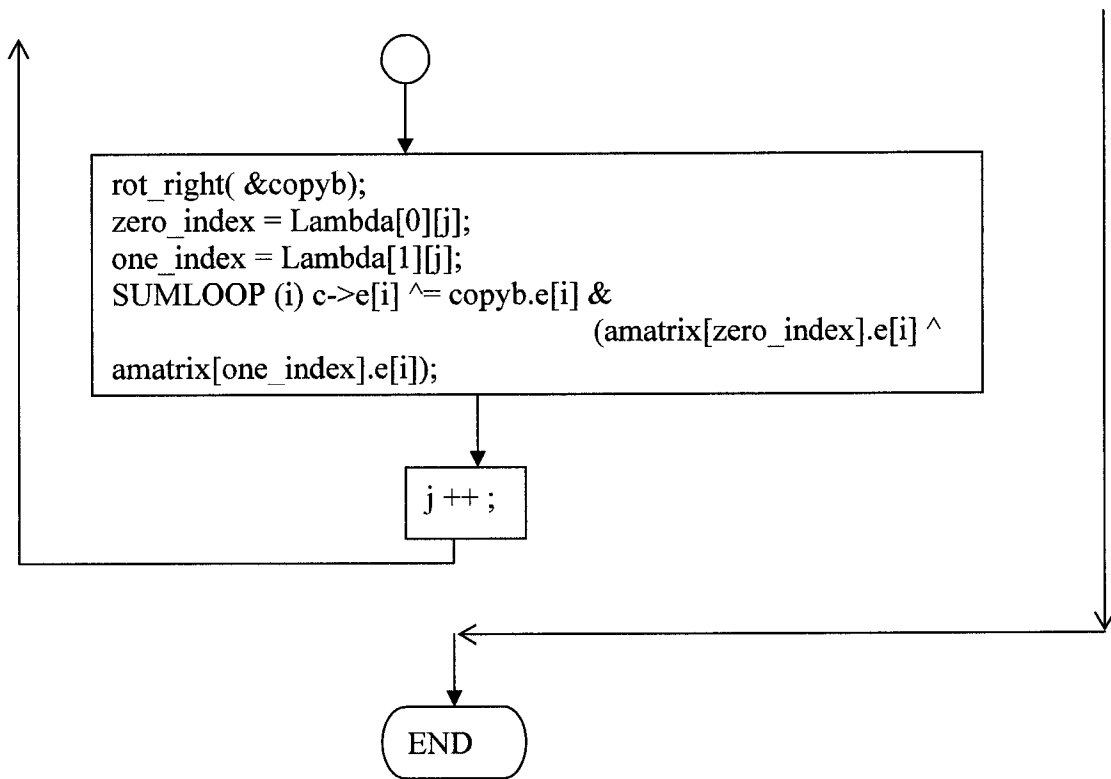 rot_right( &copyb);
zero_index = Lambda[0][j];
one_index = Lambda[1][j];
SUMLOOP (i) c->e[i] ^= copyb.e[i] &
(amatrix[zero_index].e[i] ^
amatrix[one_index].e[i]);
j ++ ;
END